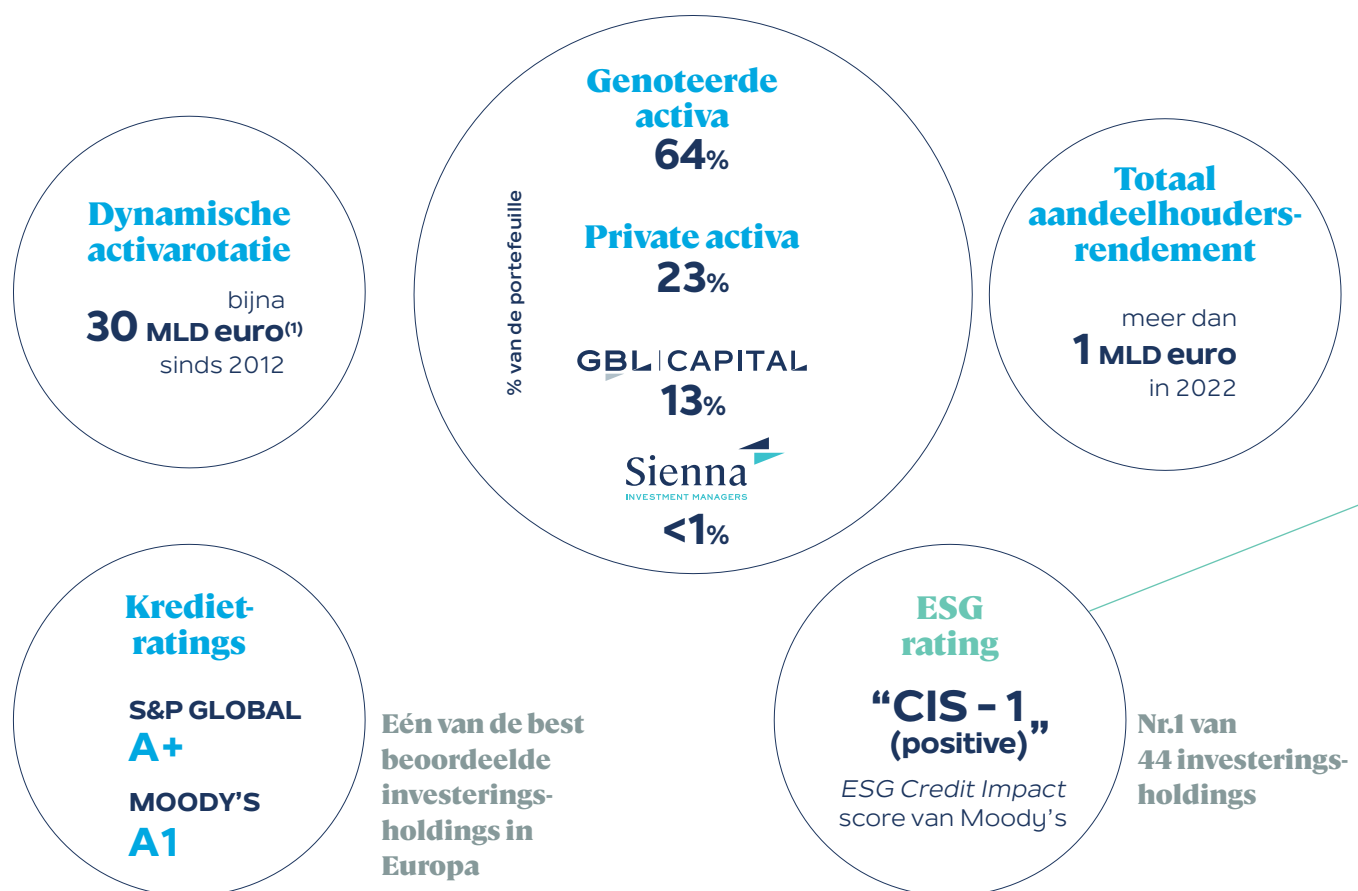 Genoteerde
activa
64%
Private activa
23%
GBL | CAPITAL
13%
Sienna
INVESTMENT MANAGERS
<1%
% van de portefeuille
Dynamische
activarotatie
bijna
30 MLD euro(1)
sinds 2012
Totaal
aandeelhouders-
rendement
meer dan
1 MLD euro
in 2022
Krediet-
ratings
S&P GLOBAL
A+
MOODY'S
A1
Eén van de best
beoordeelde
investerings-
holdings in
Europa
ESG
rating
“CIS - 1
(positive)„
ESG Credit Impact
score van Moody's
Nr.1 van
44 investerings-
holdings